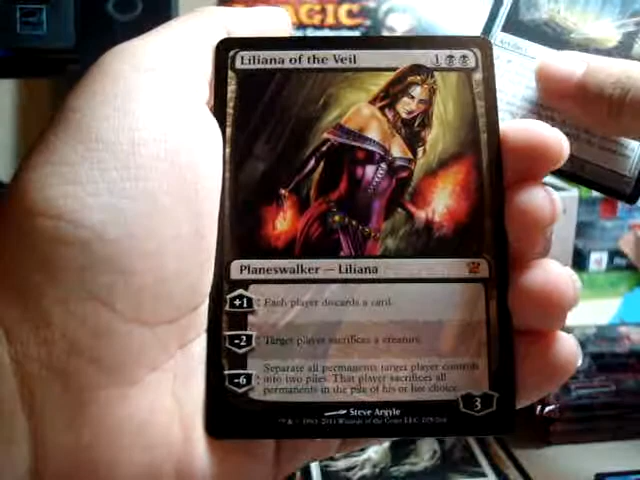 MAGIC
Liliana of the Veil
1
Planeswalker — Liliana
+1 : Each player discards a card.
-2 : Target player sacrifices a creature.
-6 : Separate all permanents target player controls
into two piles. That player sacrifices all
permanents in the pile of his or her choice.
3
Steve Argyle